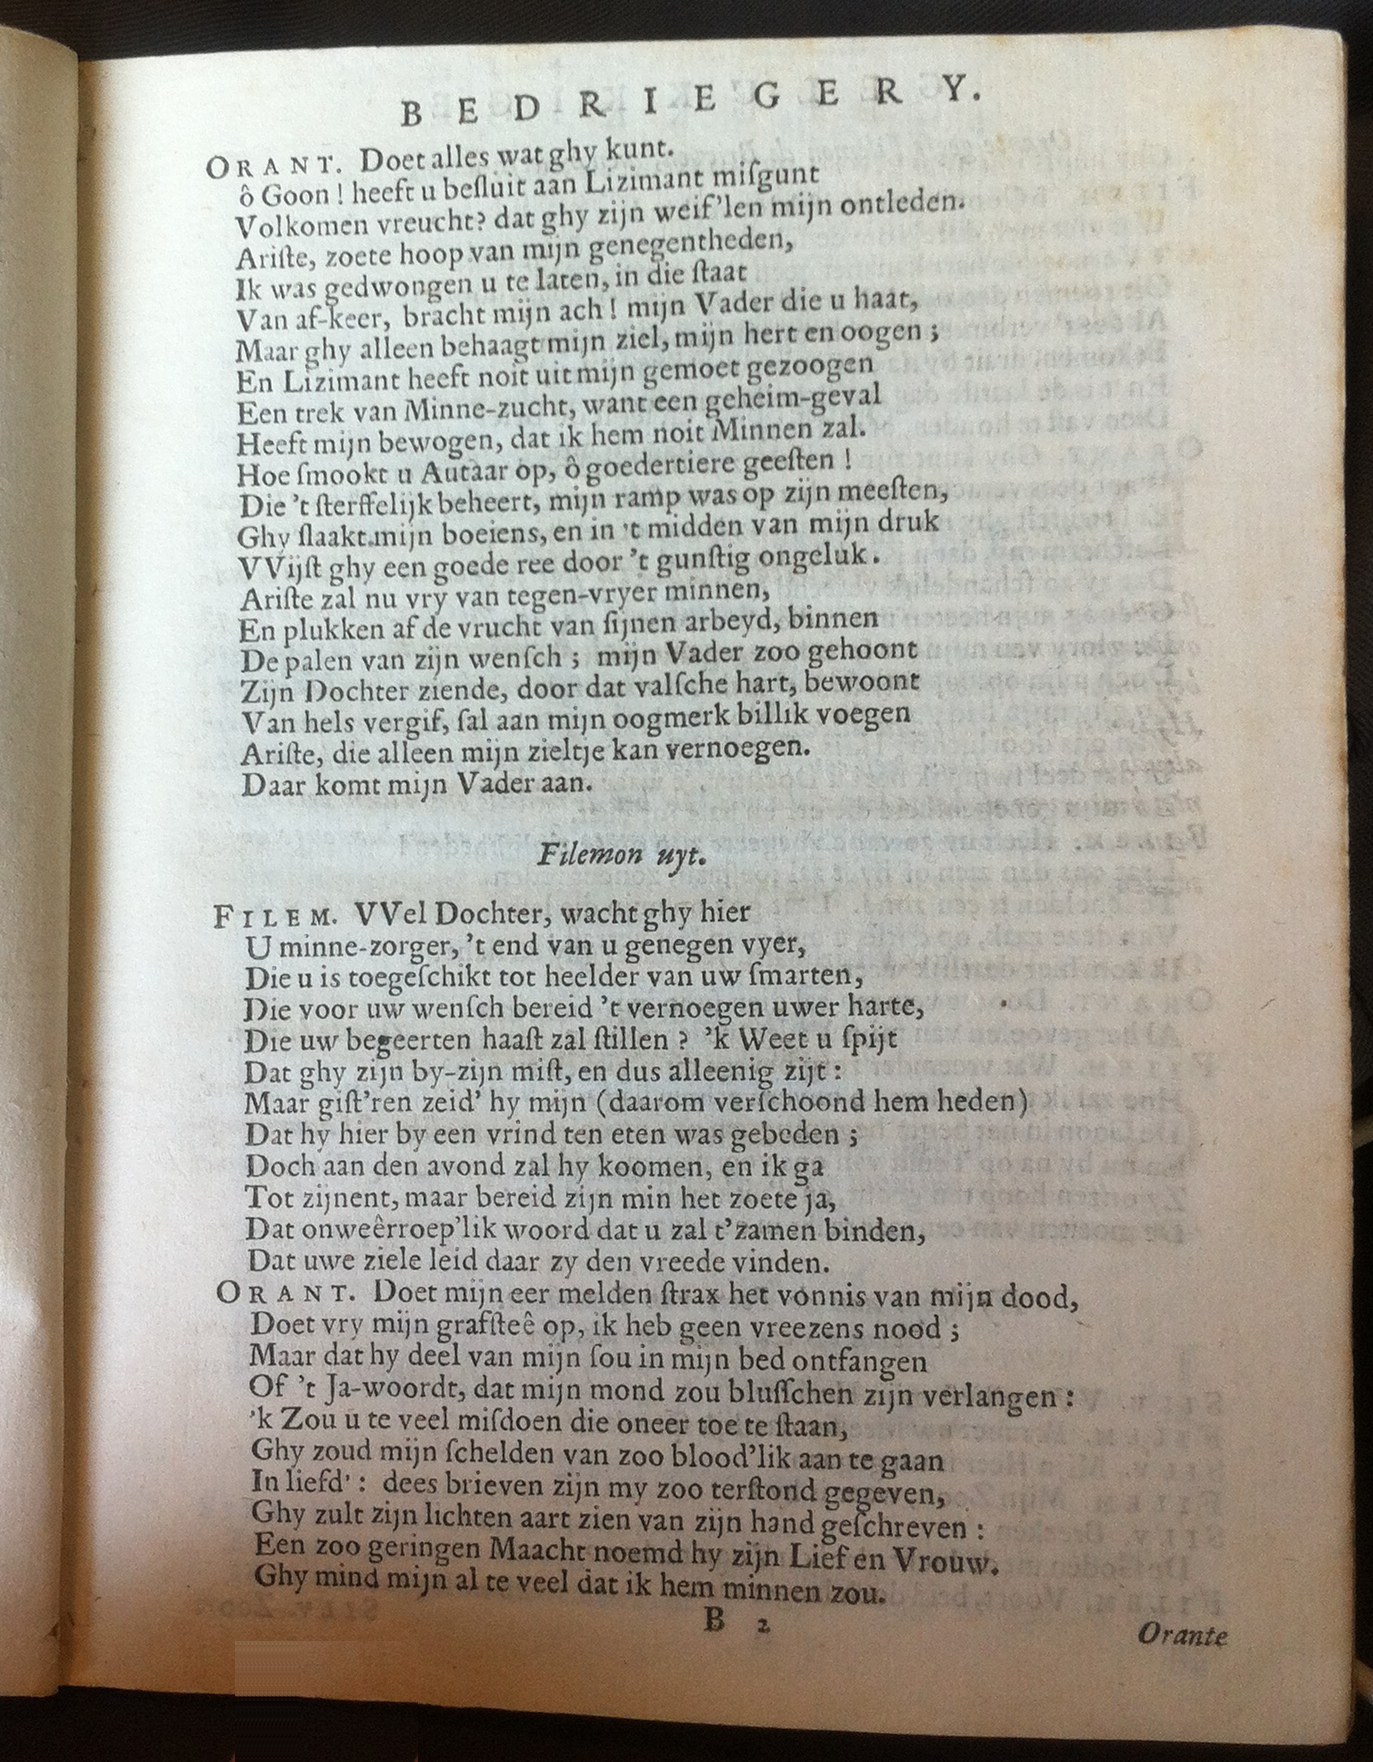 BEDRIEGERY.
ORANT. Doet alles wat ghy kunt.
ô Goon ! heeft u beſluit aan Lizimant miſgunt
Volkomen vreucht? dat ghy zijn weif'len mijn ontleden.
Ariſte, zoete hoop van mijn genegentheden,
Ik was gedwongen u te laten, in die ſtaat
Van af-keer, bracht mijn ach ! mijn Vader die u haat,
Maar ghy alleen behaagt mijn ziel, mijn hert en oogen ;
En Lizimant heeft noit uit mijn gemoet gezoogen
Een trek van Minne-zucht, want een geheim-geval
Heeft mijn bewogen, dat ik hem noit Minnen zal.
Hoe ſmookt u Autaar op, ô goedertiere geeſten !
Die 't ſterffelijk beheert, mijn ramp was op zijn meeſten,
Ghy ſlaakt mijn boeiens, en in 't midden van mijn druk
VVijſt ghy een goede ree door 't gunſtig ongeluk.
Ariſte zal nu vry van tegen-vryer minnen,
En plukken af de vrucht van ſijnen arbeyd, binnen
De palen van zijn wenſch ; mijn Vader zoo gehoont
Zijn Dochter ziende, door dat valſche hart, bewoont
Van hels vergif, ſal aan mijn oogmerk billik voegen
Ariſte, die alleen mijn zieltje kan vernoegen.
Daar komt mijn Vader aan.
Filemon uyt.
FILEM. VVel Dochter, wacht ghy hier
U minne-zorger, 't end van u genegen vyer,
Die u is toegeſchikt tot heelder van uw ſmarten,
Die voor uw wenſch bereid 't vernoegen uwer harte,
Die uw begeerten haaſt zal ſtillen ? 'k Weet u ſpijt
Dat ghy zijn by-zijn miſt, en dus alleenig zijt :
Maar giſt'ren zeid' hy mijn (daarom verſchoond hem heden)
Dat hy hier by een vrind ten eten was gebeden ;
Doch aan den avond zal hy koomen, en ik ga
Tot zijnent, maar bereid zijn min het zoete ja,
Dat onweêrroep'lik woord dat u zal t'zamen binden,
Dat uwe ziele leid daar zy den vreede vinden.
ORANT. Doet mijn eer melden ſtrax het vonnis van mijn dood,
Doet vry mijn grafſteê op, ik heb geen vreezens nood ;
Maar dat hy deel van mijn ſou in mijn bed ontfangen
Of 't Ja-woordt, dat mijn mond zou bluſſchen zijn verlangen :
'k Zou u te veel miſdoen die oneer toe te ſtaan,
Ghy zoud mijn ſchelden van zoo blood'lik aan te gaan
In liefd' : dees brieven zijn my zoo terſtond gegeven,
Ghy zult zijn lichten aart zien van zijn hand geſchreven :
Een zoo geringen Maacht noemd hy zijn Lief en Vrouw.
Ghy mind mijn al te veel dat ik hem minnen zou.
B 2
Orante